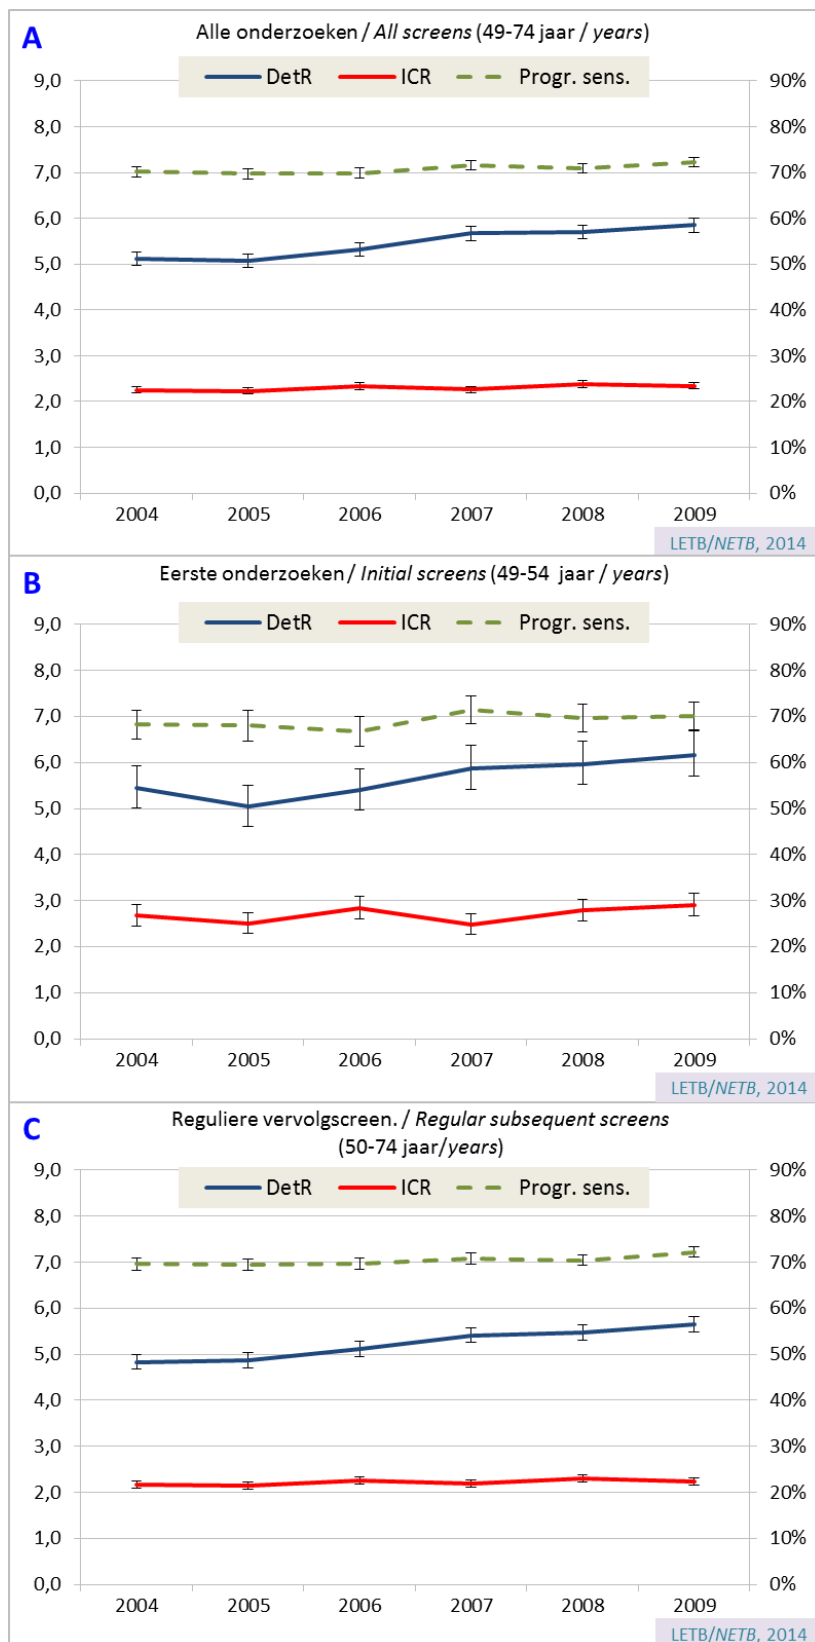 A
Alle onderzoeken / All screens (49-74 jaar / years)
DetR ICR Progr. sens.
9,0 90%
8,0 80%
7,0 70%
6,0 60%
5,0 50%
4,0 40%
3,0 30%
2,0 20%
1,0 10%
0,0 0%
2004 2005 2006 2007 2008 2009
LETB/NETB, 2014
B
Eerste onderzoeken / Initial screens (49-54 jaar / years)
DetR ICR Progr. sens.
9,0 90%
8,0 80%
7,0 70%
6,0 60%
5,0 50%
4,0 40%
3,0 30%
2,0 20%
1,0 10%
0,0 0%
2004 2005 2006 2007 2008 2009
LETB/NETB, 2014
C
Reguliere vervolgscreen. / Regular subsequent screens
(50-74 jaar/years)
DetR ICR Progr. sens.
9,0 90%
8,0 80%
7,0 70%
6,0 60%
5,0 50%
4,0 40%
3,0 30%
2,0 20%
1,0 10%
0,0 0%
2004 2005 2006 2007 2008 2009
LETB/NETB, 2014